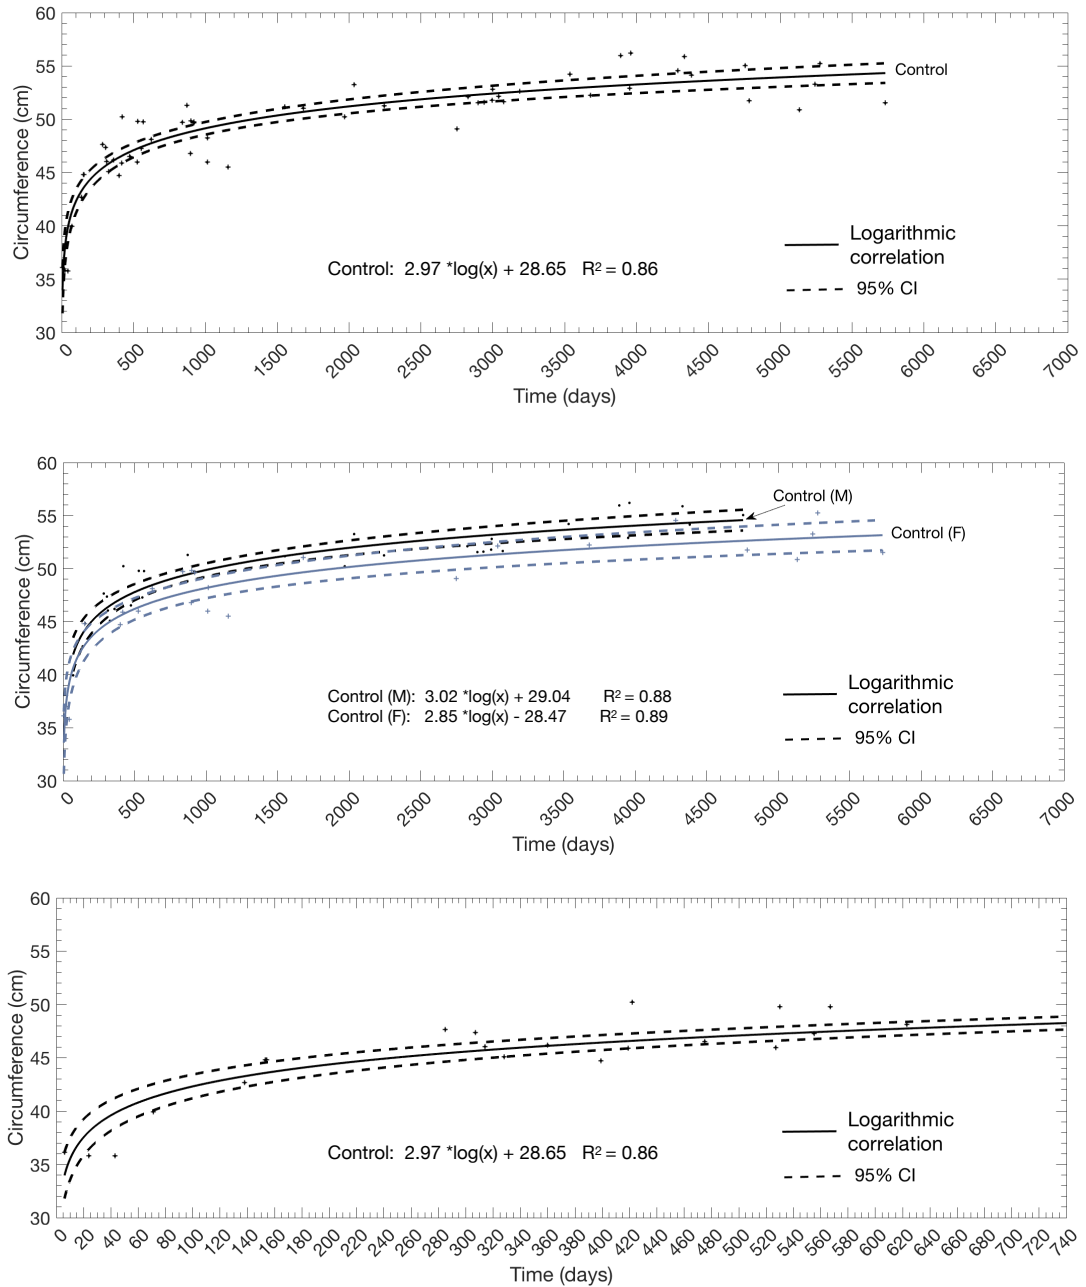 60
55
50
45
40
35
30
Circumference (cm)
Control
Logarithmic
correlation
Control: 2.97 *log(x) + 28.65 R² = 0.86
95% CI
0 500 1000 1500 2000 2500 3000 3500 4000 4500 5000 5500 6000 6500 7000
Time (days)
60
55
50
45
40
35
30
Circumference (cm)
Control (M)
Control (F)
Logarithmic
correlation
Control (M): 3.02 *log(x) + 29.04 R² = 0.88
Control (F): 2.85 *log(x) - 28.47 R² = 0.89
95% CI
0 500 1000 1500 2000 2500 3000 3500 4000 4500 5000 5500 6000 6500 7000
Time (days)
60
55
50
45
40
35
30
Circumference (cm)
Logarithmic
correlation
Control: 2.97 *log(x) + 28.65 R² = 0.86
95% CI
0 20 40 60 80 100 120 140 160 180 200 220 240 260 280 300 320 340 360 380 400 420 440 460 480 500 520 540 560 580 600 620 640 660 680 700 720 740
Time (days)